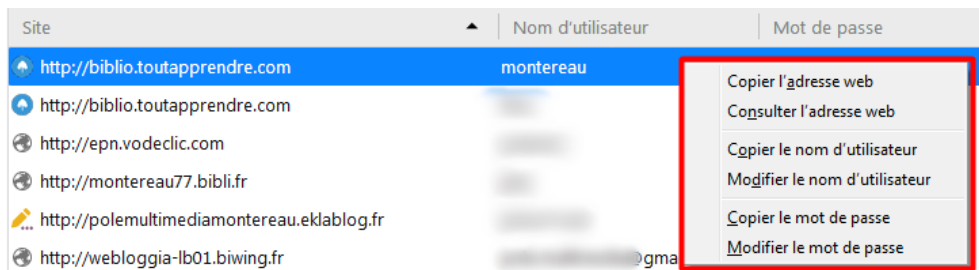 Site Nom d'utilisateur Mot de passe
http://biblio.toutapprendre.com montereau
http://biblio.toutapprendre.com
http://epn.vodeclic.com
http://montereau77.bibli.fr
http://polemultimediamontereau.eklablog.fr
http://webloggia-lb01.biwing.fr @gma
Copier l'adresse web
Consulter l'adresse web
Copier le nom d'utilisateur
Modifier le nom d'utilisateur
Copier le mot de passe
Modifier le mot de passe